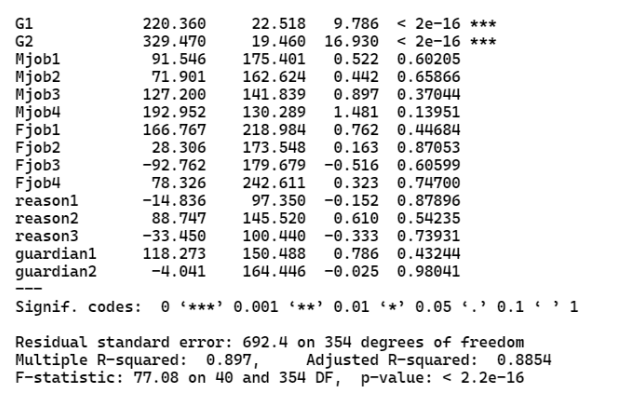 G1 220.360 22.518 9.786 < 2e-16 ***
G2 329.470 19.460 16.930 < 2e-16 ***
Mjob1 91.546 175.401 0.522 0.60205
Mjob2 71.901 162.624 0.442 0.65866
Mjob3 127.200 141.839 0.897 0.37044
Mjob4 192.952 130.289 1.481 0.13951
Fjob1 166.767 218.984 0.762 0.44684
Fjob2 28.306 173.548 0.163 0.87053
Fjob3 -92.762 179.679 -0.516 0.60599
Fjob4 78.326 242.611 0.323 0.74700
reason1 -14.836 97.350 -0.152 0.87896
reason2 88.747 145.520 0.610 0.54235
reason3 -33.450 100.440 -0.333 0.73931
guardian1 118.273 150.488 0.786 0.43244
guardian2 -4.041 164.446 -0.025 0.98041
---
Signif. codes: 0 ‘***’ 0.001 ‘**’ 0.01 ‘*’ 0.05 ‘.’ 0.1 ‘ ’ 1
Residual standard error: 692.4 on 354 degrees of freedom
Multiple R-squared: 0.897, Adjusted R-squared: 0.8854
F-statistic: 77.08 on 40 and 354 DF, p-value: < 2.2e-16